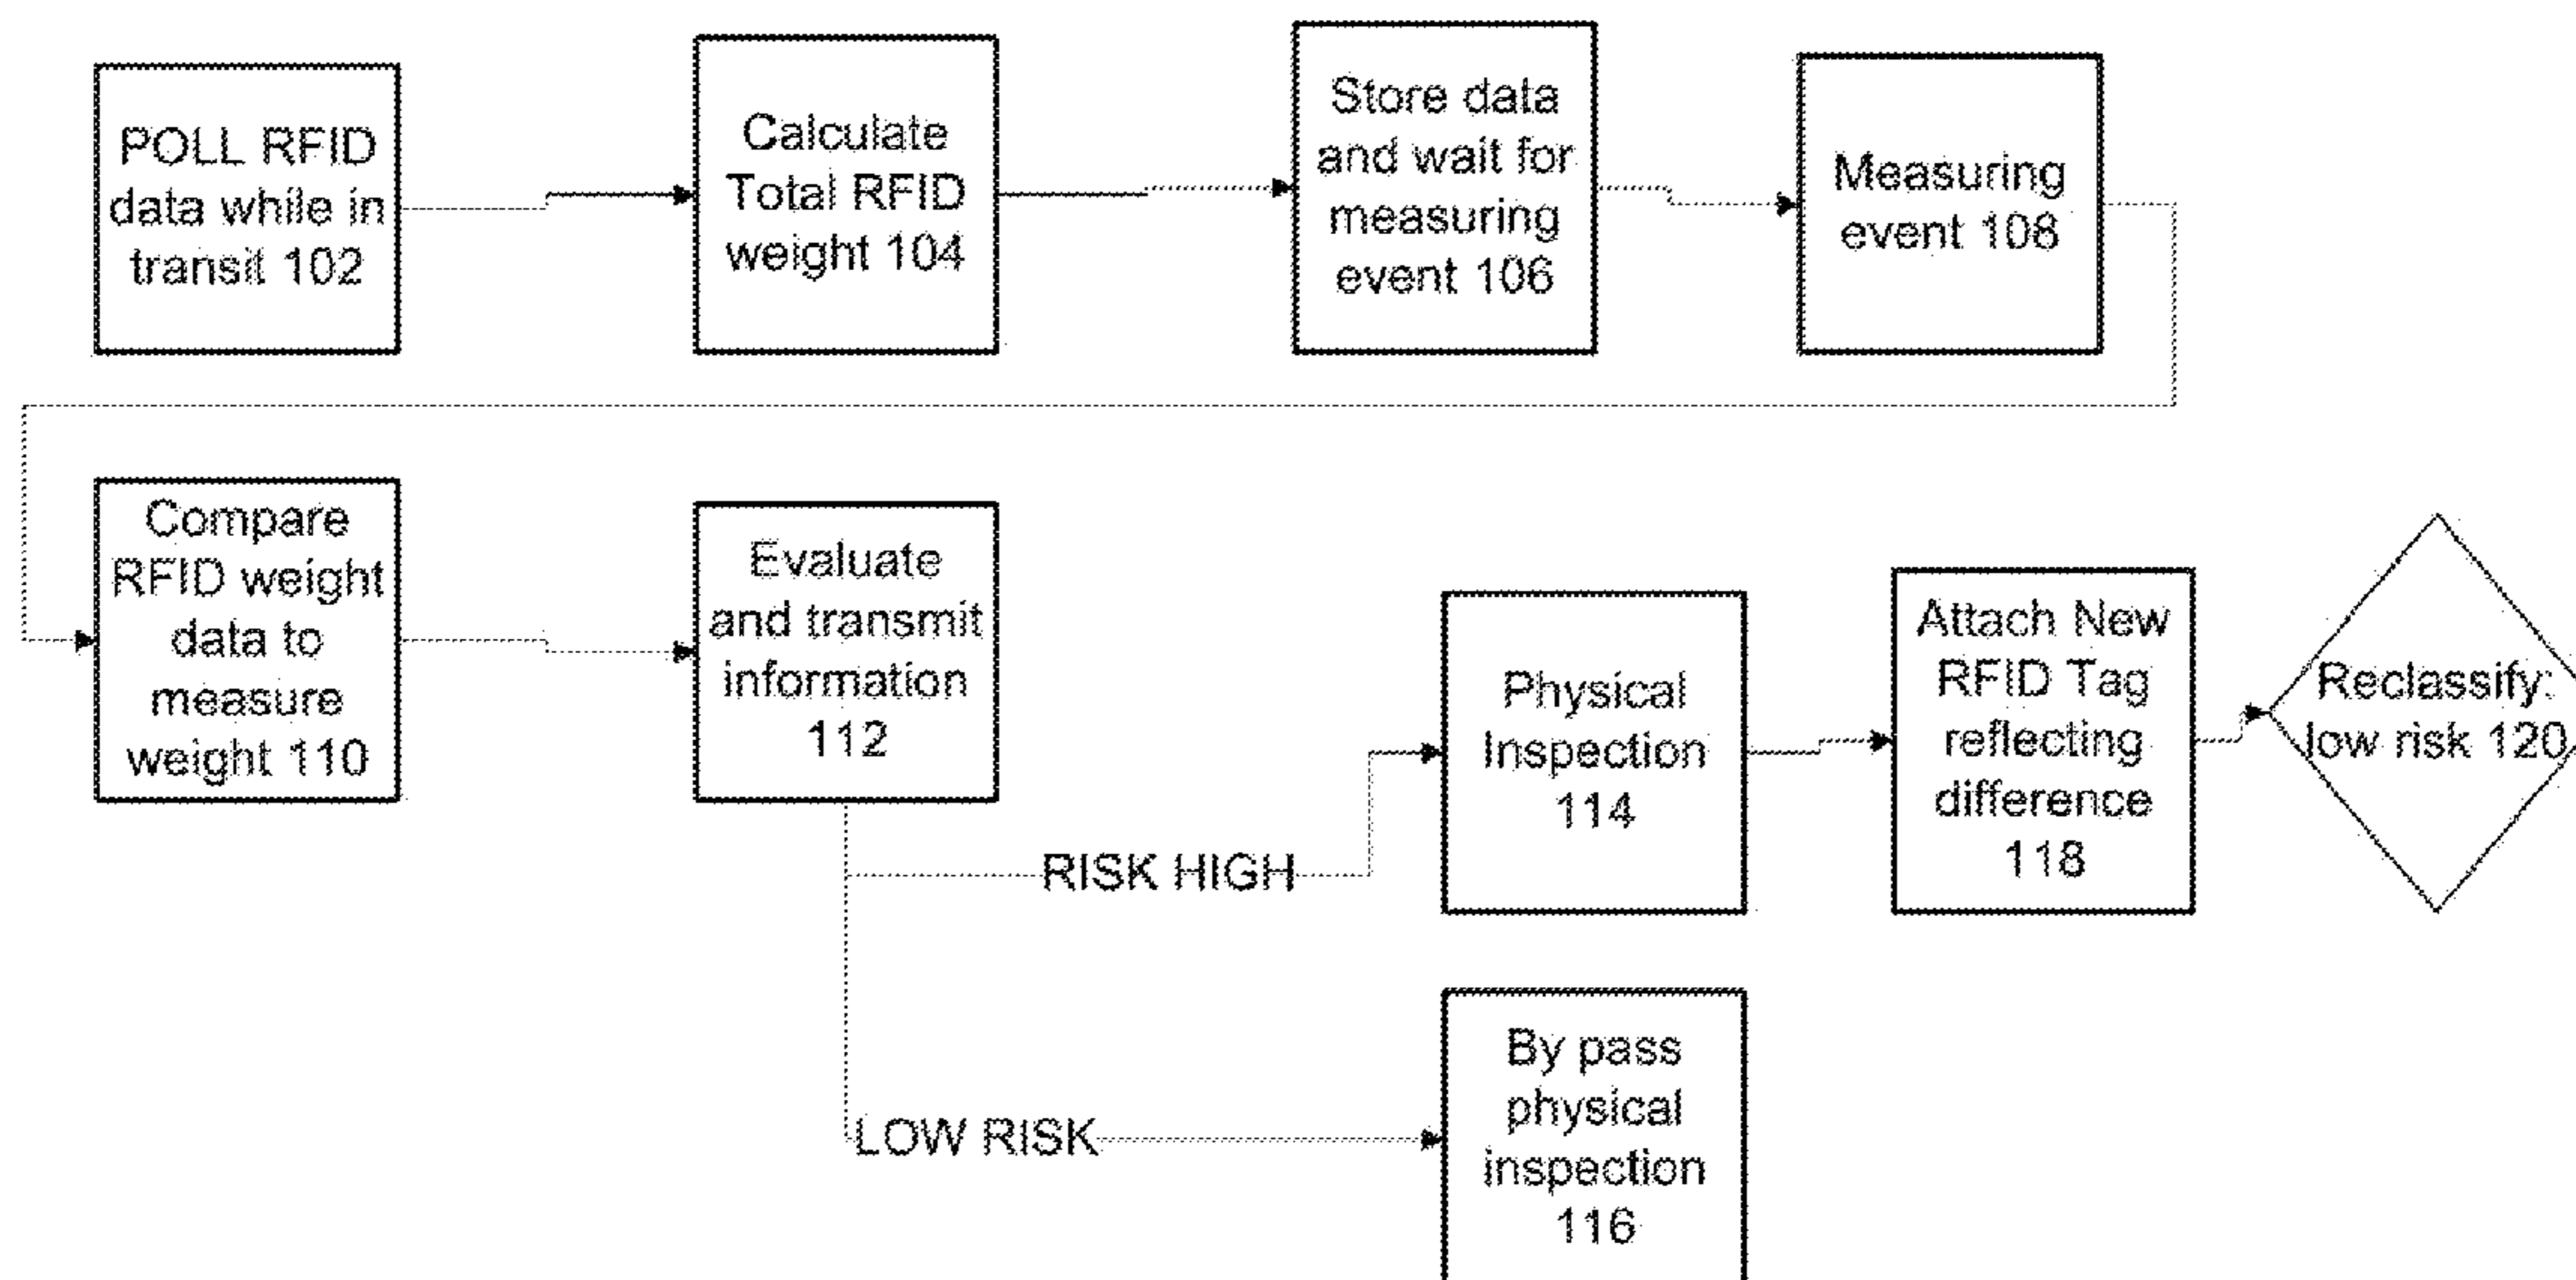 POLL RFID
data while in
transit 102
Calculate
Total RFID
weight 104
Store data
and wait for
measuring
event 106
Measuring
event 108
Compare
RFID weight
data to
measure
weight 110
Evaluate
and transmit
information
112
RISK HIGH
Physical
Inspection
114
Attach New
RFID Tag
reflecting
difference
118
Reclassify:
low risk 120
LOW RISK
By pass
physical
inspection
116